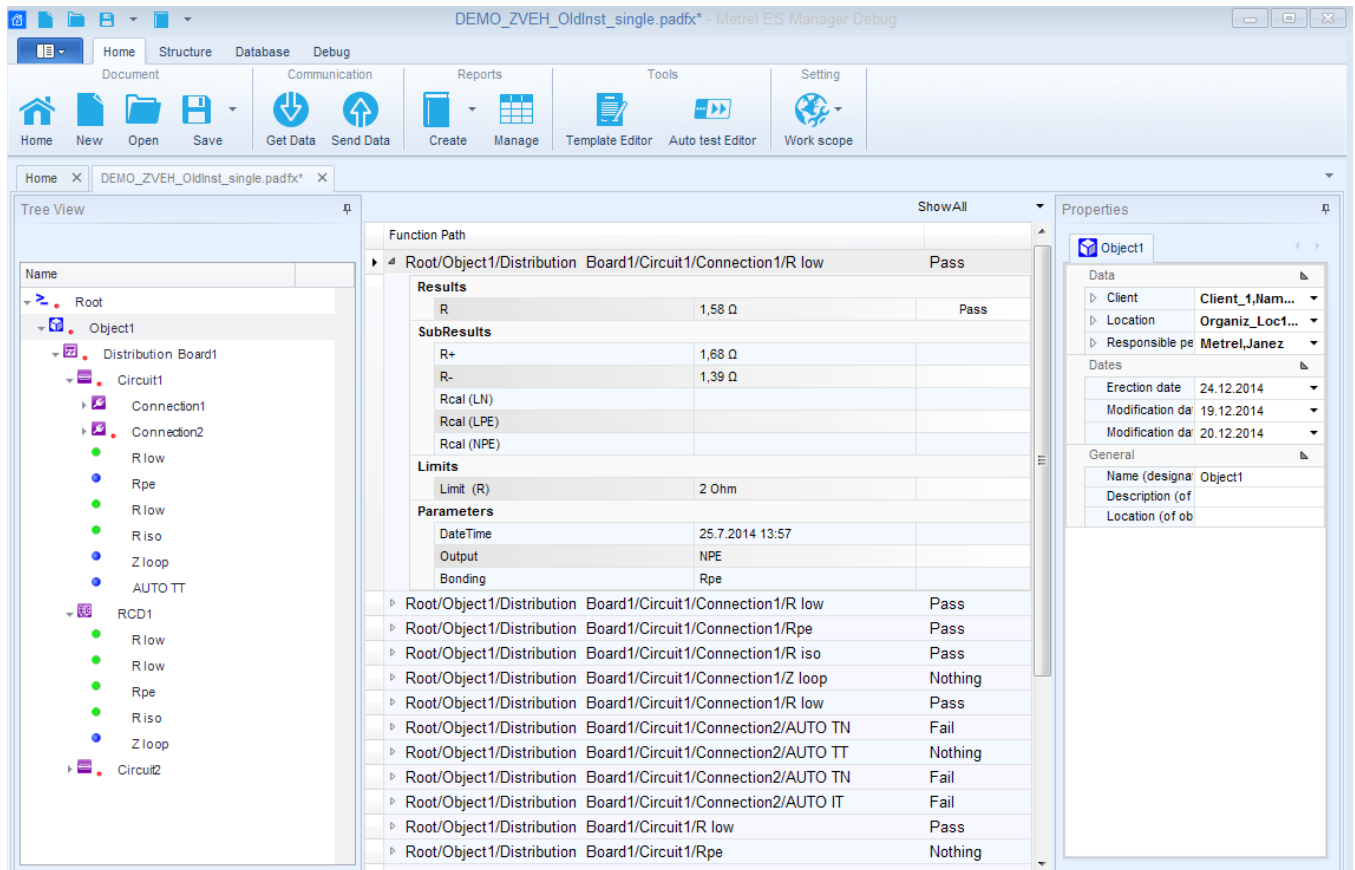 DEMO_ZVEH_OldInst_single.padfx* - Metrel ES Manager Debug
Home Structure Database Debug
Document Communication Reports Tools Setting
Home New Open Save Get Data Send Data Create Manage Template Editor Auto test Editor Work scope
Home DEMO_ZVEH_OldInst_single.padfx*
Tree View
Name
Root
Object1
Distribution Board1
Circuit1
Connection1
Connection2
R low
Rpe
R low
R iso
Z loop
AUTO TT
RCD1
R low
R low
Rpe
R iso
Z loop
Circuit2
ShowAll
Function Path
Root/Object1/Distribution Board1/Circuit1/Connection1/R low Pass
Results
R 1,58 Ω Pass
SubResults
R+ 1,68 Ω
R- 1,39 Ω
Rcal (LN)
Rcal (LPE)
Rcal (NPE)
Limits
Limit (R) 2 Ohm
Parameters
DateTime 25.7.2014 13:57
Output NPE
Bonding Rpe
Root/Object1/Distribution Board1/Circuit1/Connection1/R low Pass
Root/Object1/Distribution Board1/Circuit1/Connection1/Rpe Pass
Root/Object1/Distribution Board1/Circuit1/Connection1/R iso Pass
Root/Object1/Distribution Board1/Circuit1/Connection1/Z loop Nothing
Root/Object1/Distribution Board1/Circuit1/Connection1/R low Pass
Root/Object1/Distribution Board1/Circuit1/Connection2/AUTO TN Fail
Root/Object1/Distribution Board1/Circuit1/Connection2/AUTO TT Nothing
Root/Object1/Distribution Board1/Circuit1/Connection2/AUTO TN Fail
Root/Object1/Distribution Board1/Circuit1/Connection2/AUTO IT Fail
Root/Object1/Distribution Board1/Circuit1/R low Pass
Root/Object1/Distribution Board1/Circuit1/Rpe Nothing
Properties
Object1
Data
Client Client_1,Nam...
Location Organiz_Loc1...
Responsible pe Metrel,Janez
Dates
Erection date 24.12.2014
Modification da 19.12.2014
Modification da 20.12.2014
General
Name (designa Object1
Description (of
Location (of ob